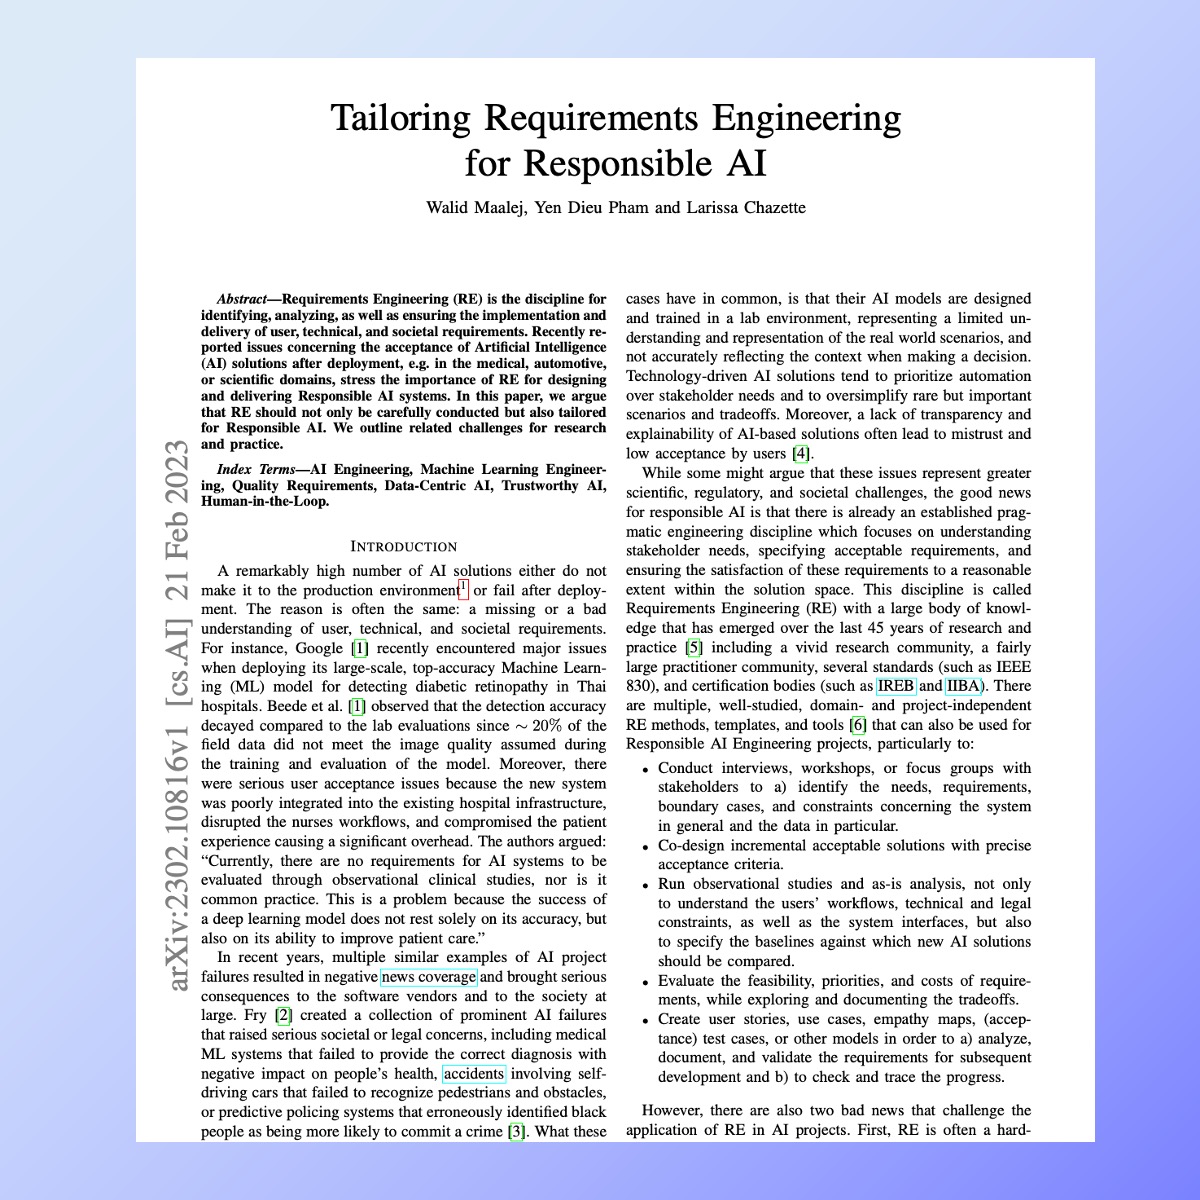 Tailoring Requirements Engineering
for Responsible AI
Walid Maalej, Yen Dieu Pham and Larissa Chazette
arXiv:2302.10816v1 [cs.AI] 21 Feb 2023
Abstract—Requirements Engineering (RE) is the discipline for
identifying, analyzing, as well as ensuring the implementation and
delivery of user, technical, and societal requirements. Recently re-
ported issues concerning the acceptance of Artificial Intelligence
(AI) solutions after deployment, e.g. in the medical, automotive,
or scientific domains, stress the importance of RE for designing
and delivering Responsible AI systems. In this paper, we argue
that RE should not only be carefully conducted but also tailored
for Responsible AI. We outline related challenges for research
and practice.
Index Terms—AI Engineering, Machine Learning Engineer-
ing, Quality Requirements, Data-Centric AI, Trustworthy AI,
Human-in-the-Loop.
INTRODUCTION
A remarkably high number of AI solutions either do not
make it to the production environment1 or fail after deploy-
ment. The reason is often the same: a missing or a bad
understanding of user, technical, and societal requirements.
For instance, Google [1] recently encountered major issues
when deploying its large-scale, top-accuracy Machine Learn-
ing (ML) model for detecting diabetic retinopathy in Thai
hospitals. Beede et al. [1] observed that the detection accuracy
decayed compared to the lab evaluations since ∼ 20% of the
field data did not meet the image quality assumed during
the training and evaluation of the model. Moreover, there
were serious user acceptance issues because the new system
was poorly integrated into the existing hospital infrastructure,
disrupted the nurses workflows, and compromised the patient
experience causing a significant overhead. The authors argued:
“Currently, there are no requirements for AI systems to be
evaluated through observational clinical studies, nor is it
common practice. This is a problem because the success of
a deep learning model does not rest solely on its accuracy, but
also on its ability to improve patient care.”
In recent years, multiple similar examples of AI project
failures resulted in negative news coverage and brought serious
consequences to the software vendors and to the society at
large. Fry [2] created a collection of prominent AI failures
that raised serious societal or legal concerns, including medical
ML systems that failed to provide the correct diagnosis with
negative impact on people’s health, accidents involving self-
driving cars that failed to recognize pedestrians and obstacles,
or predictive policing systems that erroneously identified black
people as being more likely to commit a crime [3]. What these
cases have in common, is that their AI models are designed
and trained in a lab environment, representing a limited un-
derstanding and representation of the real world scenarios, and
not accurately reflecting the context when making a decision.
Technology-driven AI solutions tend to prioritize automation
over stakeholder needs and to oversimplify rare but important
scenarios and tradeoffs. Moreover, a lack of transparency and
explainability of AI-based solutions often lead to mistrust and
low acceptance by users [4].
While some might argue that these issues represent greater
scientific, regulatory, and societal challenges, the good news
for responsible AI is that there is already an established prag-
matic engineering discipline which focuses on understanding
stakeholder needs, specifying acceptable requirements, and
ensuring the satisfaction of these requirements to a reasonable
extent within the solution space. This discipline is called
Requirements Engineering (RE) with a large body of knowl-
edge that has emerged over the last 45 years of research and
practice [5] including a vivid research community, a fairly
large practitioner community, several standards (such as IEEE
830), and certification bodies (such as IREB and IIBA). There
are multiple, well-studied, domain- and project-independent
RE methods, templates, and tools [6] that can also be used for
Responsible AI Engineering projects, particularly to:
• Conduct interviews, workshops, or focus groups with
stakeholders to a) identify the needs, requirements,
boundary cases, and constraints concerning the system
in general and the data in particular.
• Co-design incremental acceptable solutions with precise
acceptance criteria.
• Run observational studies and as-is analysis, not only
to understand the users’ workflows, technical and legal
constraints, as well as the system interfaces, but also
to specify the baselines against which new AI solutions
should be compared.
• Evaluate the feasibility, priorities, and costs of require-
ments, while exploring and documenting the tradeoffs.
• Create user stories, use cases, empathy maps, (accep-
tance) test cases, or other models in order to a) analyze,
document, and validate the requirements for subsequent
development and b) to check and trace the progress.
However, there are also two bad news that challenge the
application of RE in AI projects. First, RE is often a hard-